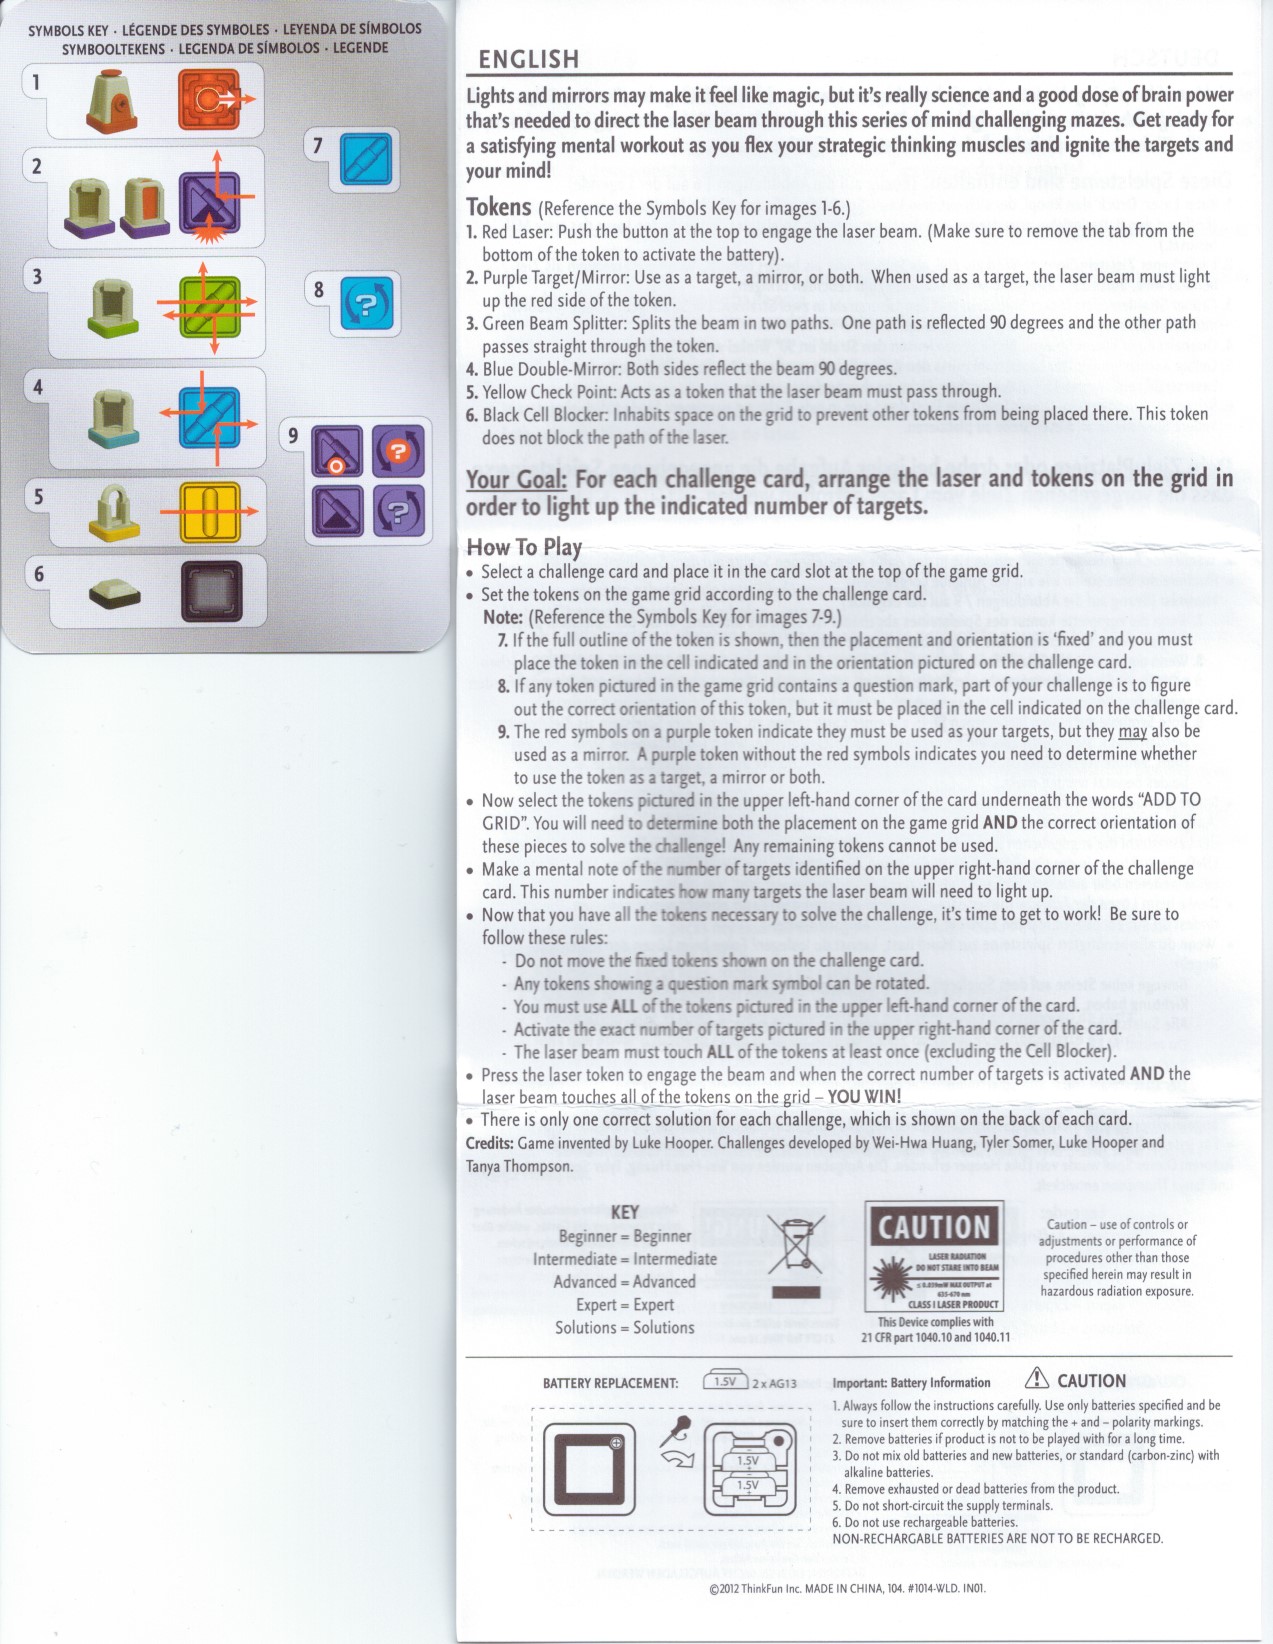 SYMBOLS KEY · LÉGENDE DES SYMBOLES · LEYENDA DE SÍMBOLOS
SYMBOOLTEKENS · LEGENDA DE SÍMBOLOS · LEGENDE
1
2
3
4
5
6
7
8
?
9
?
?
ENGLISH
Lights and mirrors may make it feel like magic, but it's really science and a good dose of brain power
that's needed to direct the laser beam through this series of mind challenging mazes. Get ready for
a satisfying mental workout as you flex your strategic thinking muscles and ignite the targets and
your mind!
Tokens (Reference the Symbols Key for images 1-6.)
1. Red Laser: Push the button at the top to engage the laser beam. (Make sure to remove the tab from the
bottom of the token to activate the battery).
2. Purple Target/Mirror: Use as a target, a mirror, or both. When used as a target, the laser beam must light
up the red side of the token.
3. Green Beam Splitter: Splits the beam in two paths. One path is reflected 90 degrees and the other path
passes straight through the token.
4. Blue Double-Mirror: Both sides reflect the beam 90 degrees.
5. Yellow Check Point: Acts as a token that the laser beam must pass through.
6. Black Cell Blocker: Inhabits space on the grid to prevent other tokens from being placed there. This token
does not block the path of the laser.
Your Goal: For each challenge card, arrange the laser and tokens on the grid in
order to light up the indicated number of targets.
How To Play
• Select a challenge card and place it in the card slot at the top of the game grid.
• Set the tokens on the game grid according to the challenge card.
Note: (Reference the Symbols Key for images 7-9.)
7. If the full outline of the token is shown, then the placement and orientation is 'fixed' and you must
place the token in the cell indicated and in the orientation pictured on the challenge card.
8. If any token pictured in the game grid contains a question mark, part of your challenge is to figure
out the correct orientation of this token, but it must be placed in the cell indicated on the challenge card.
9. The red symbols on a purple token indicate they must be used as your targets, but they may also be
used as a mirror. A purple token without the red symbols indicates you need to determine whether
to use the token as a target, a mirror or both.
• Now select the tokens pictured in the upper left-hand corner of the card underneath the words "ADD TO
GRID". You will need to determine both the placement on the game grid AND the correct orientation of
these pieces to solve the challenge! Any remaining tokens cannot be used.
• Make a mental note of the number of targets identified on the upper right-hand corner of the challenge
card. This number indicates how many targets the laser beam will need to light up.
• Now that you have all the tokens necessary to solve the challenge, it's time to get to work! Be sure to
follow these rules:
- Do not move the fixed tokens shown on the challenge card.
- Any tokens showing a question mark symbol can be rotated.
- You must use ALL of the tokens pictured in the upper left-hand corner of the card.
- Activate the exact number of targets pictured in the upper right-hand corner of the card.
- The laser beam must touch ALL of the tokens at least once (excluding the Cell Blocker).
• Press the laser token to engage the beam and when the correct number of targets is activated AND the
laser beam touches all of the tokens on the grid – YOU WIN!
• There is only one correct solution for each challenge, which is shown on the back of each card.
Credits: Game invented by Luke Hooper. Challenges developed by Wei-Hwa Huang, Tyler Somer, Luke Hooper and
Tanya Thompson.
KEY
Beginner = Beginner
Intermediate = Intermediate
Advanced = Advanced
Expert = Expert
Solutions = Solutions
CAUTION
LASER RADIATION
DO NOT STARE INTO BEAM
MAX OUTPUT at
635-670 nm
CLASS I LASER PRODUCT
This Device complies with
21 CFR part 1040.10 and 1040.11
Caution – use of controls or
adjustments or performance of
procedures other than those
specified herein may result in
hazardous radiation exposure.
BATTERY REPLACEMENT:
1.5V 2 x AG13
1.5V
1.5V
Important: Battery Information
CAUTION
1. Always follow the instructions carefully. Use only batteries specified and be
sure to insert them correctly by matching the + and – polarity markings.
2. Remove batteries if product is not to be played with for a long time.
3. Do not mix old batteries and new batteries, or standard (carbon-zinc) with
alkaline batteries.
4. Remove exhausted or dead batteries from the product.
5. Do not short-circuit the supply terminals.
6. Do not use rechargeable batteries.
NON-RECHARGABLE BATTERIES ARE NOT TO BE RECHARGED.
©2012 ThinkFun Inc. MADE IN CHINA, 104. #1014-WLD. IN01.